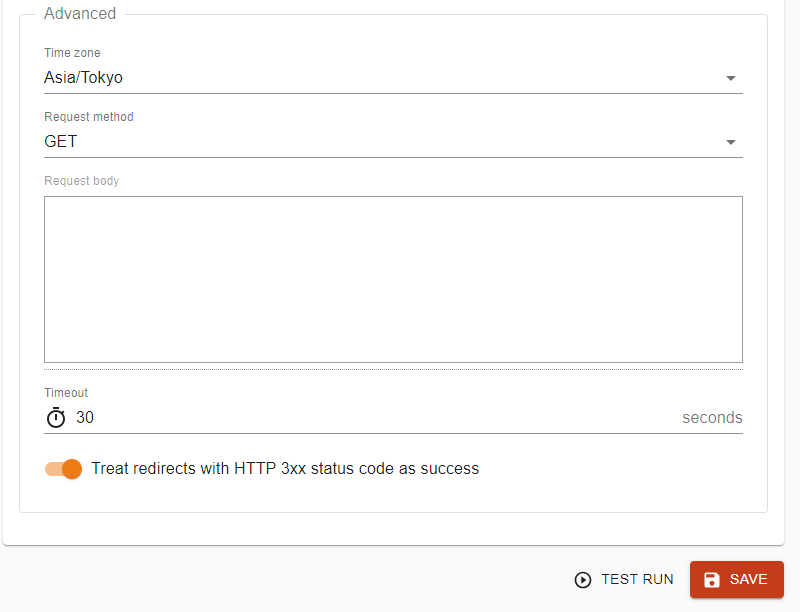 Advanced
Time zone
Asia/Tokyo
Request method
GET
Request body
Timeout
30 seconds
Treat redirects with HTTP 3xx status code as success
TEST RUN SAVE